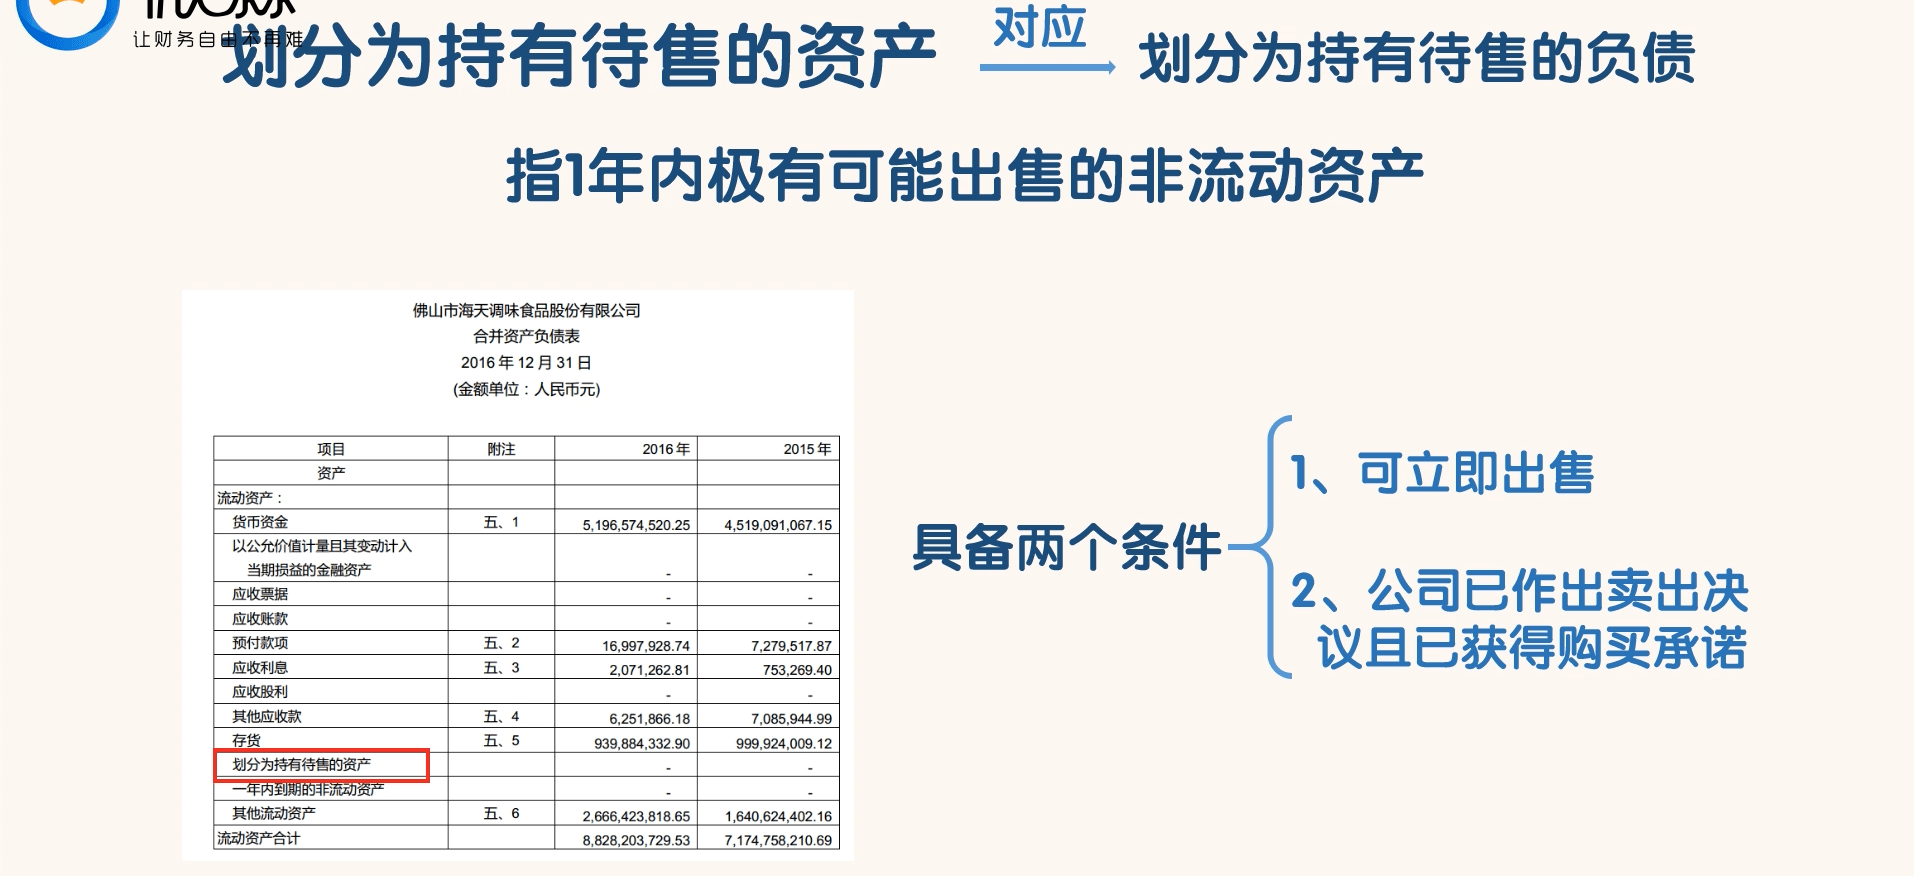 让财务自由不再难
划分为持有待售的资产 对应 划分为持有待售的负债
指1年内极有可能出售的非流动资产
佛山市海天调味食品股份有限公司
合并资产负债表
2016 年 12 月 31 日
(金额单位：人民币元)
项目 附注 2016 年 2015 年
资产
流动资产：
货币资金 五、1 5,196,574,520.25 4,519,091,067.15
以公允价值计量且其变动计入
当期损益的金融资产 - -
应收票据 - -
应收账款 - -
预付款项 五、2 16,997,928.74 7,279,517.87
应收利息 五、3 2,071,262.81 753,269.40
应收股利 - -
其他应收款 五、4 6,251,866.18 7,085,944.99
存货 五、5 939,884,332.90 999,924,009.12
划分为持有待售的资产 - -
一年内到期的非流动资产 - -
其他流动资产 五、6 2,666,423,818.65 1,640,624,402.16
流动资产合计 8,828,203,729.53 7,174,758,210.69
具备两个条件
1、可立即出售
2、公司已作出卖出决
议且已获得购买承诺